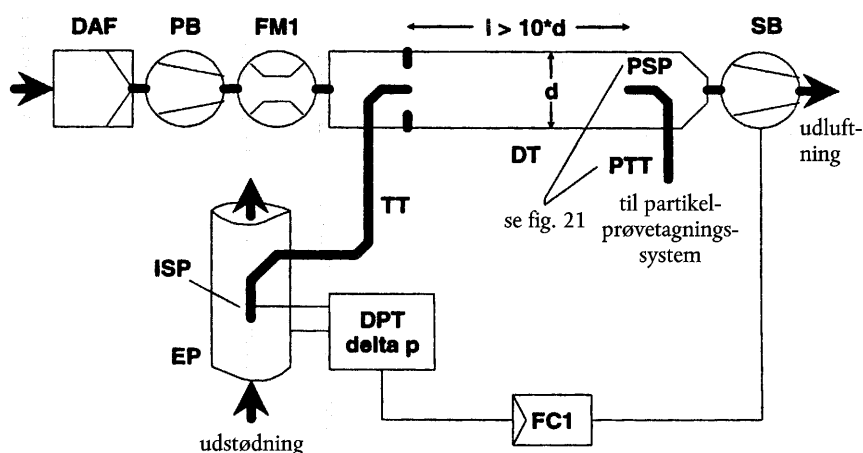 DAF
PB
FM1
l > 10*d
SB
d
PSP
DT
PTT
udluft-
ning
TT
se fig. 21
til partikel-
prøvetagnings-
system
ISP
DPT
delta p
EP
FC1
udstødning